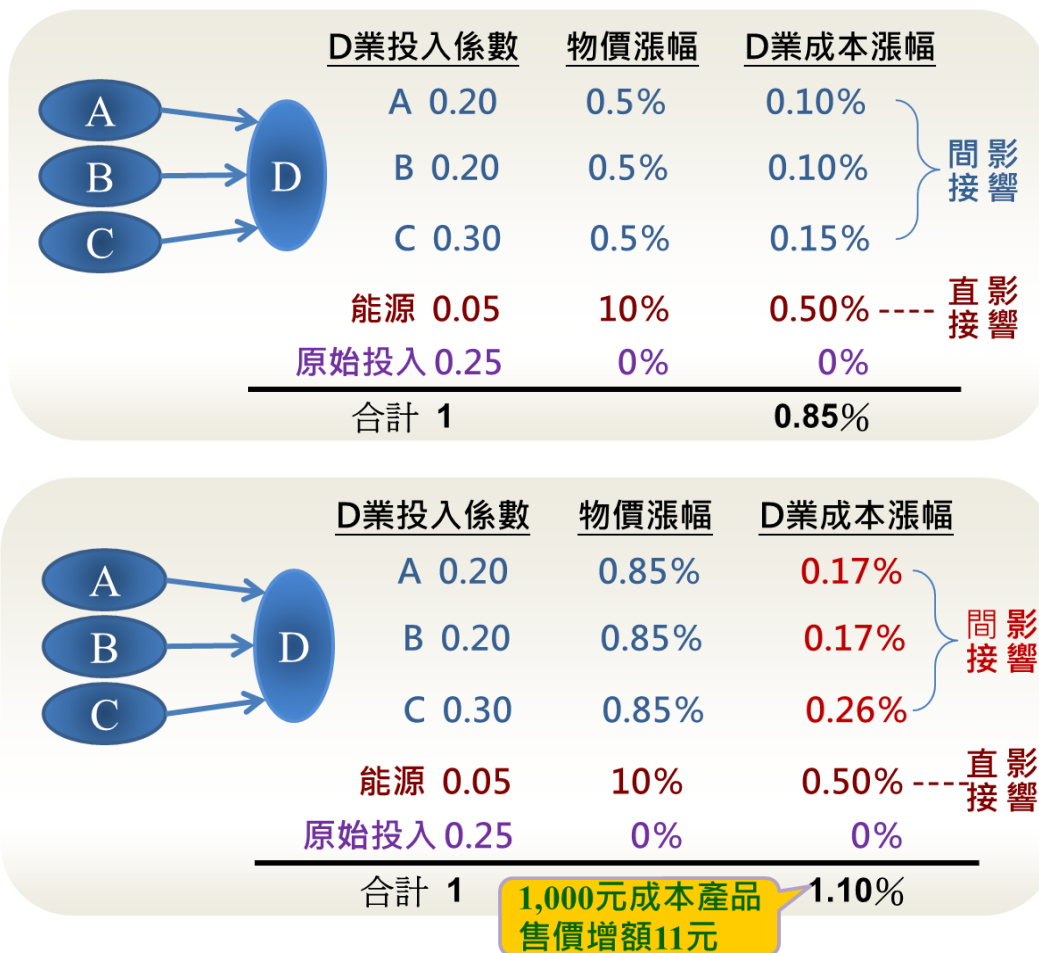 D業投入係數 物價漲幅 D業成本漲幅
A A 0.20 0.5% 0.10%
B D B 0.20 0.5% 0.10% 間接影響
C C 0.30 0.5% 0.15%
能源 0.05 10% 0.50% ---- 直接影響
原始投入 0.25 0% 0%
合計 1 0.85%
D業投入係數 物價漲幅 D業成本漲幅
A A 0.20 0.85% 0.17%
B D B 0.20 0.85% 0.17% 間接影響
C C 0.30 0.85% 0.26%
能源 0.05 10% 0.50% ---- 直接影響
原始投入 0.25 0% 0%
合計 1 1.10%
1,000元成本產品
售價增額11元